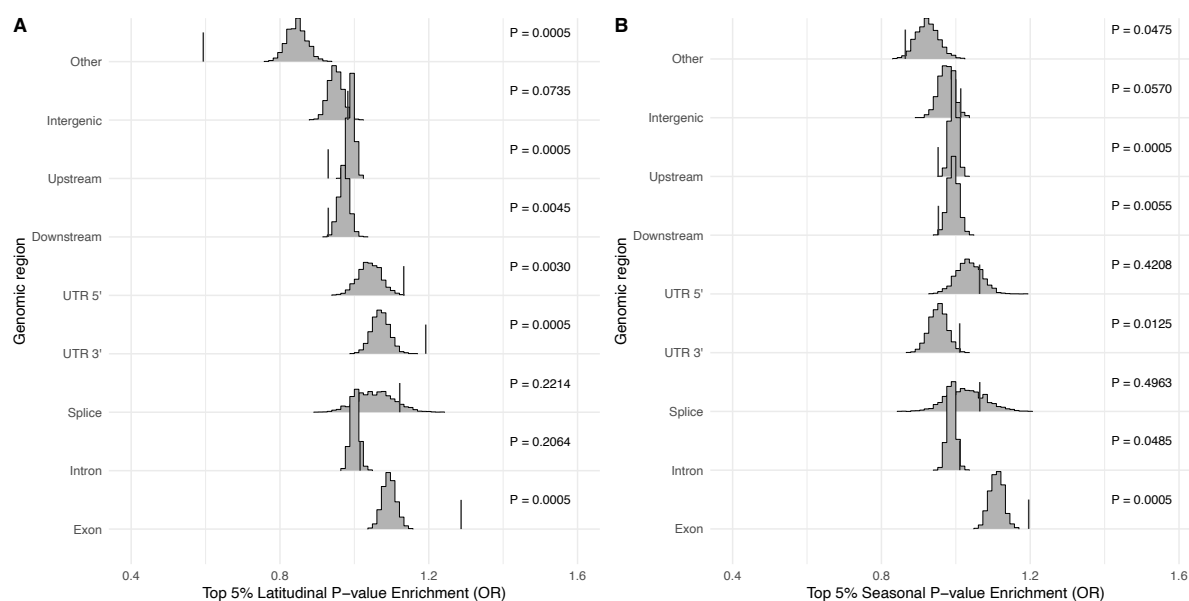 A
Genomic region
Other
P = 0.0005
Intergenic
P = 0.0735
Upstream
P = 0.0005
Downstream
P = 0.0045
UTR 5'
P = 0.0030
UTR 3'
P = 0.0005
Splice
P = 0.2214
Intron
P = 0.2064
Exon
P = 0.0005
0.4 0.8 1.2 1.6
Top 5% Latitudinal P−value Enrichment (OR)
B
Genomic region
Other
P = 0.0475
Intergenic
P = 0.0570
Upstream
P = 0.0005
Downstream
P = 0.0055
UTR 5'
P = 0.4208
UTR 3'
P = 0.0125
Splice
P = 0.4963
Intron
P = 0.0485
Exon
P = 0.0005
0.4 0.8 1.2 1.6
Top 5% Seasonal P−value Enrichment (OR)